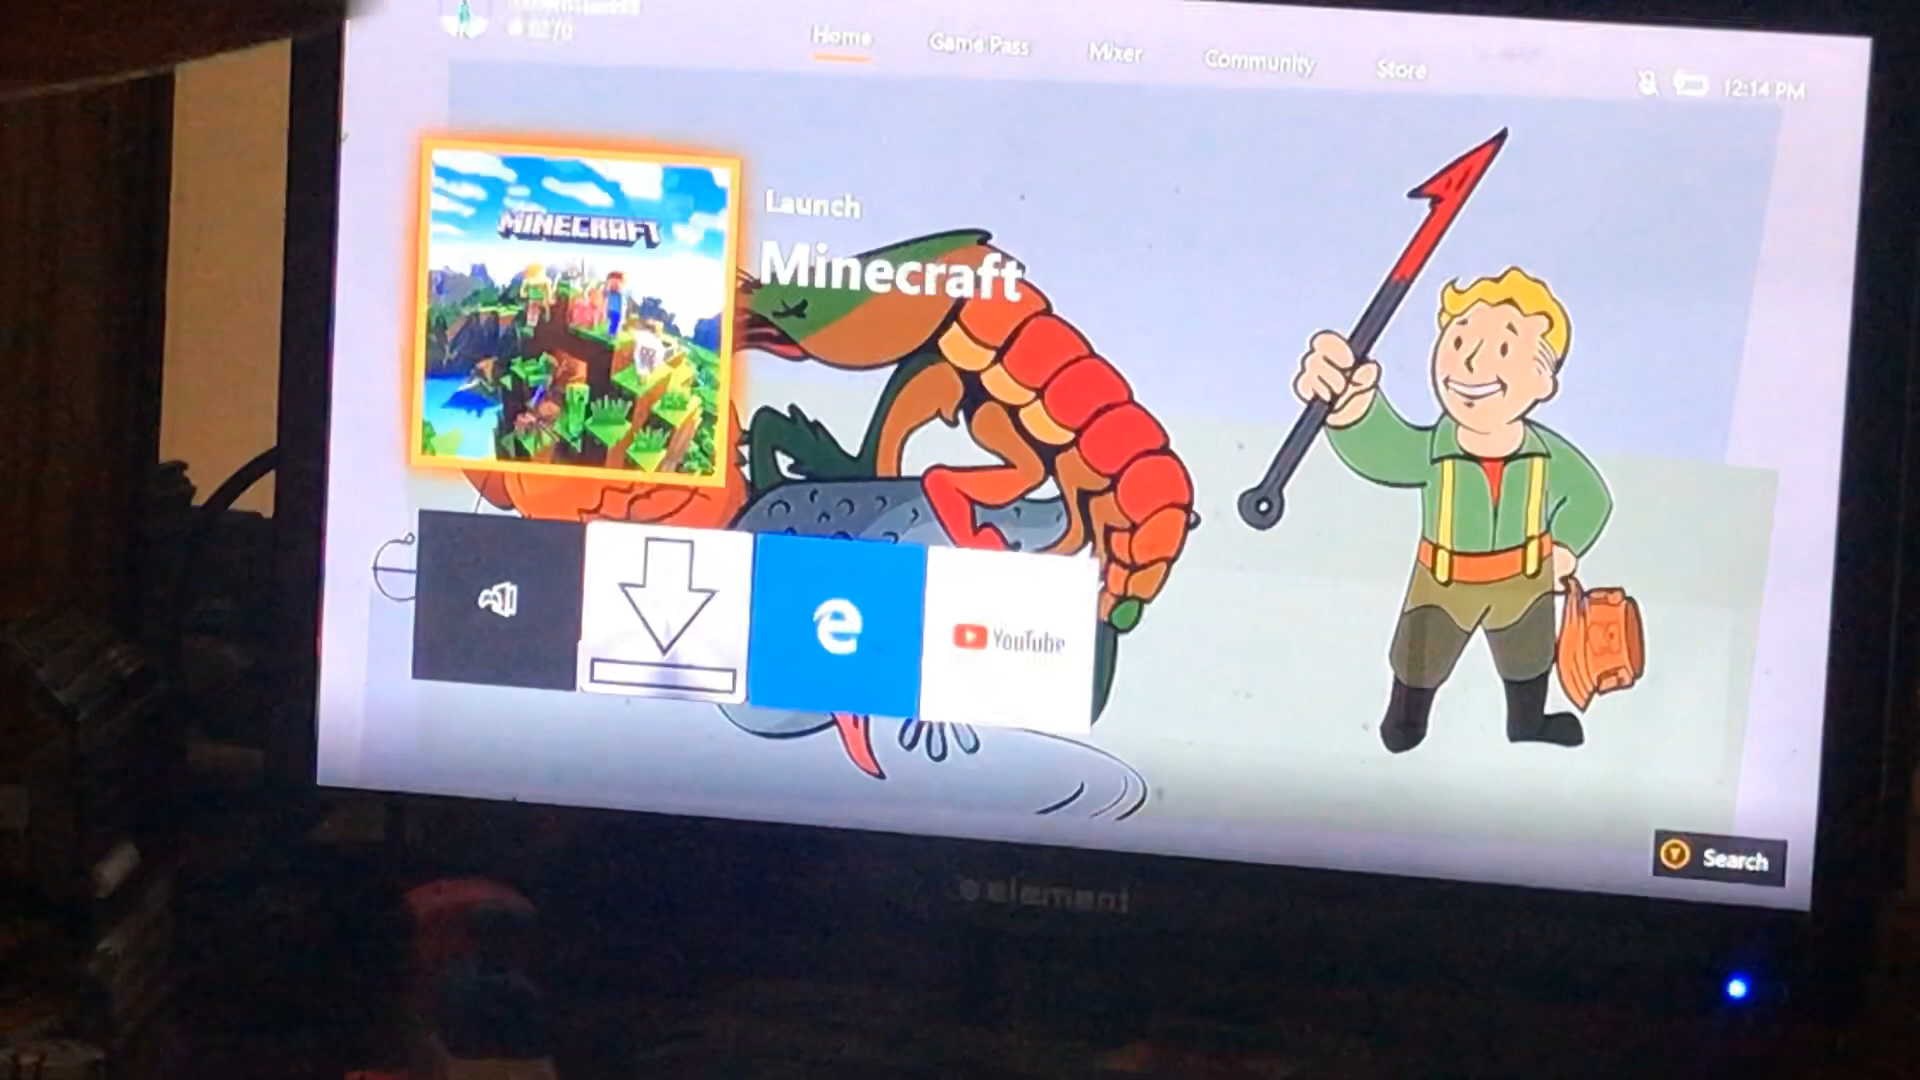 Home
Game Pass
Mixer
Community
Store
12:14 PM
MINECRAFT
Launch
Minecraft
YouTube
Search
element